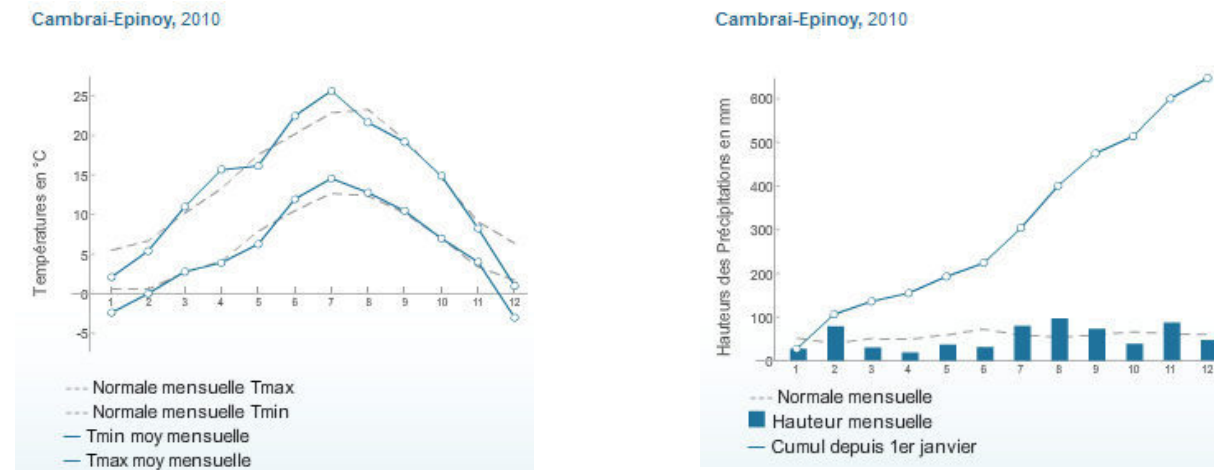 Cambrai-Epinoy, 2010
Températures en °C
25
20
15
10
5
0
-5
1 2 3 4 5 6 7 8 9 10 11 12
Normale mensuelle Tmax
Normale mensuelle Tmin
Tmin moy mensuelle
Tmax moy mensuelle
Cambrai-Epinoy, 2010
Hauteurs des Précipitations en mm
600
500
400
300
200
100
0
1 2 3 4 5 6 7 8 9 10 11 12
Normale mensuelle
Hauteur mensuelle
Cumul depuis 1er janvier